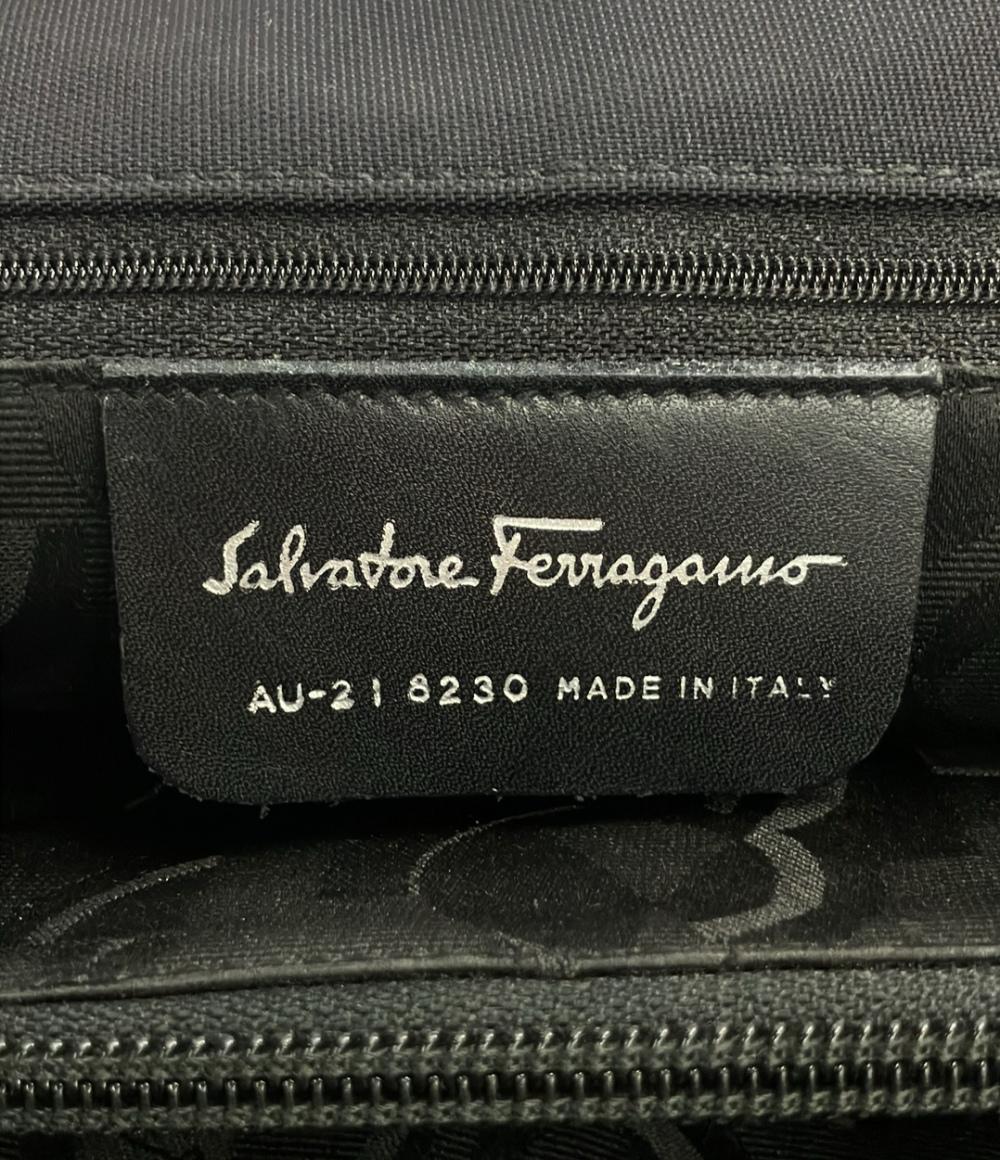 Salvatore Ferragamo
AU-21 8230 MADE IN ITALY